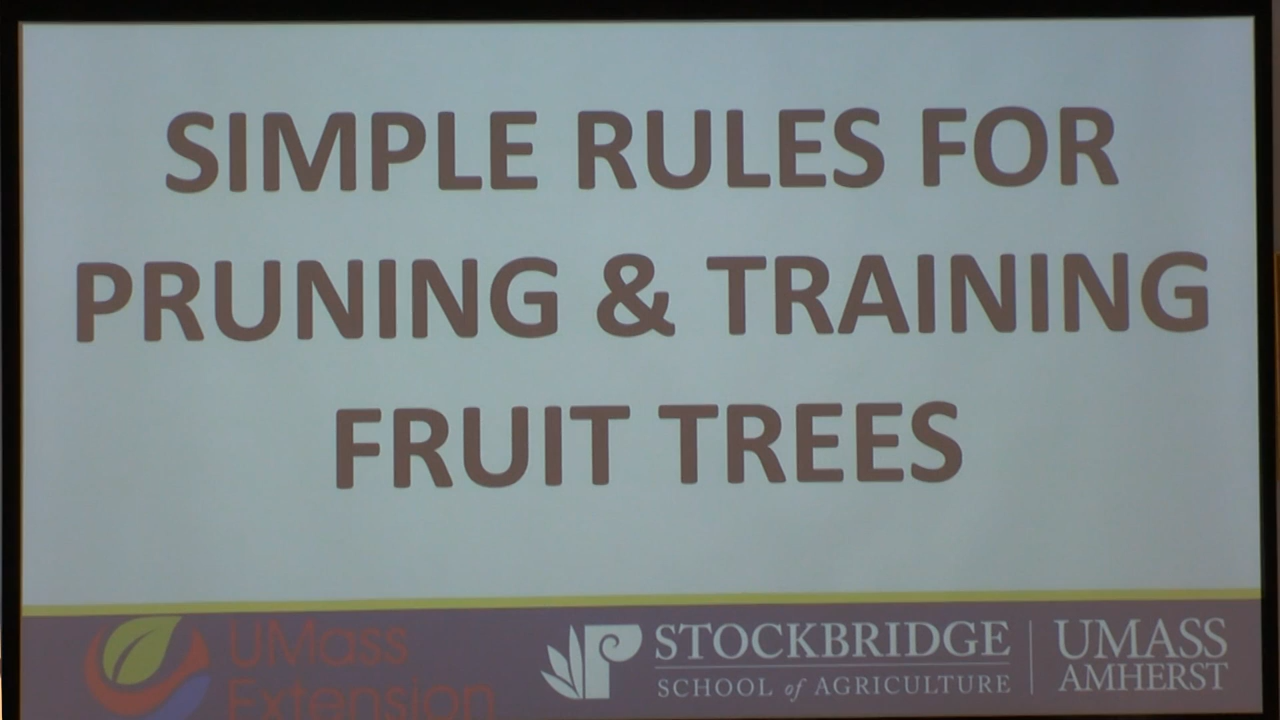 SIMPLE RULES FOR
PRUNING & TRAINING
FRUIT TREES
UMass
Extension
STOCKBRIDGE
SCHOOL of AGRICULTURE
UMASS
AMHERST